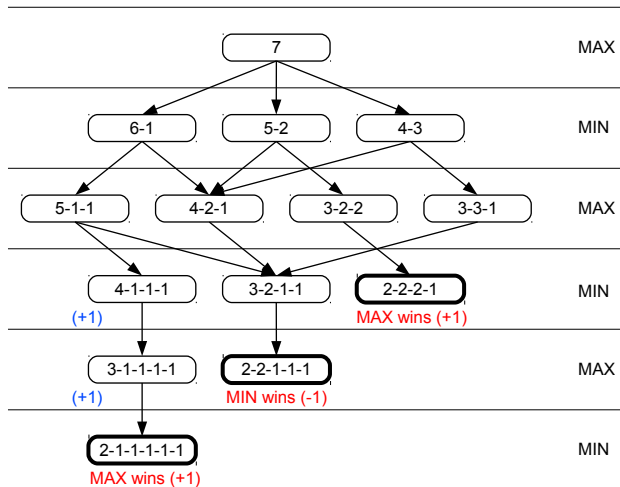 7 MAX
6-1 5-2 4-3 MIN
5-1-1 4-2-1 3-2-2 3-3-1 MAX
4-1-1-1 3-2-1-1 2-2-2-1 MIN
(+1) MAX wins (+1)
3-1-1-1-1 2-2-1-1-1 MAX
(+1) MIN wins (-1)
2-1-1-1-1-1 MIN
MAX wins (+1)